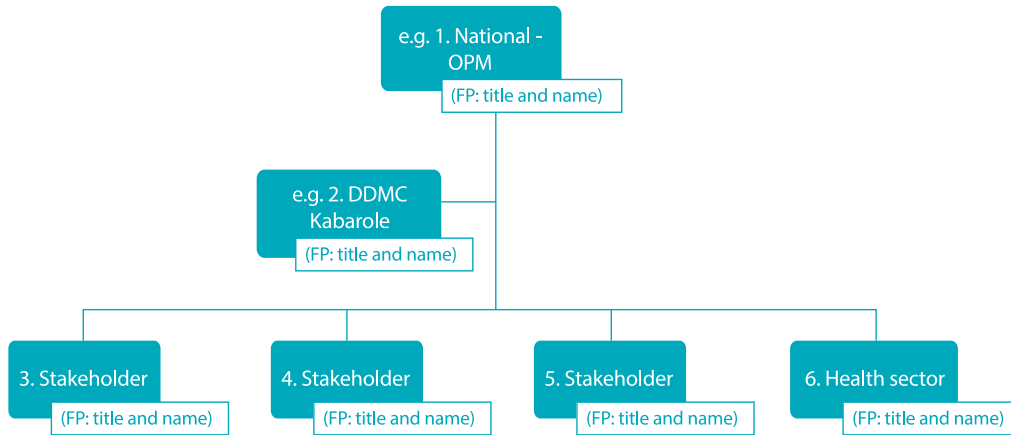 e.g. 1. National -
OPM
(FP: title and name)
e.g. 2. DDMC
Kabarole
(FP: title and name)
3. Stakeholder
(FP: title and name)
4. Stakeholder
(FP: title and name)
5. Stakeholder
(FP: title and name)
6. Health sector
(FP: title and name)